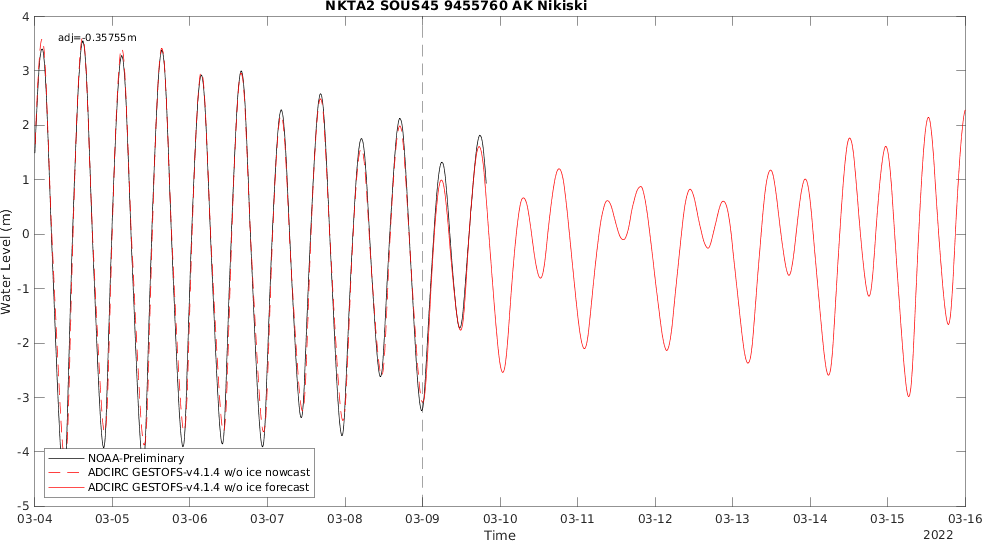 NKTA2 SOUS45 9455760 AK Nikiski
adj=-0.35755m
Water Level (m)
4
3
2
1
0
-1
-2
-3
-4
-5
NOAA-Preliminary
ADCIRC GESTOFS-v4.1.4 w/o ice nowcast
ADCIRC GESTOFS-v4.1.4 w/o ice forecast
03-04 03-05 03-06 03-07 03-08 03-09 03-10 03-11 03-12 03-13 03-14 03-15 03-16
Time
2022